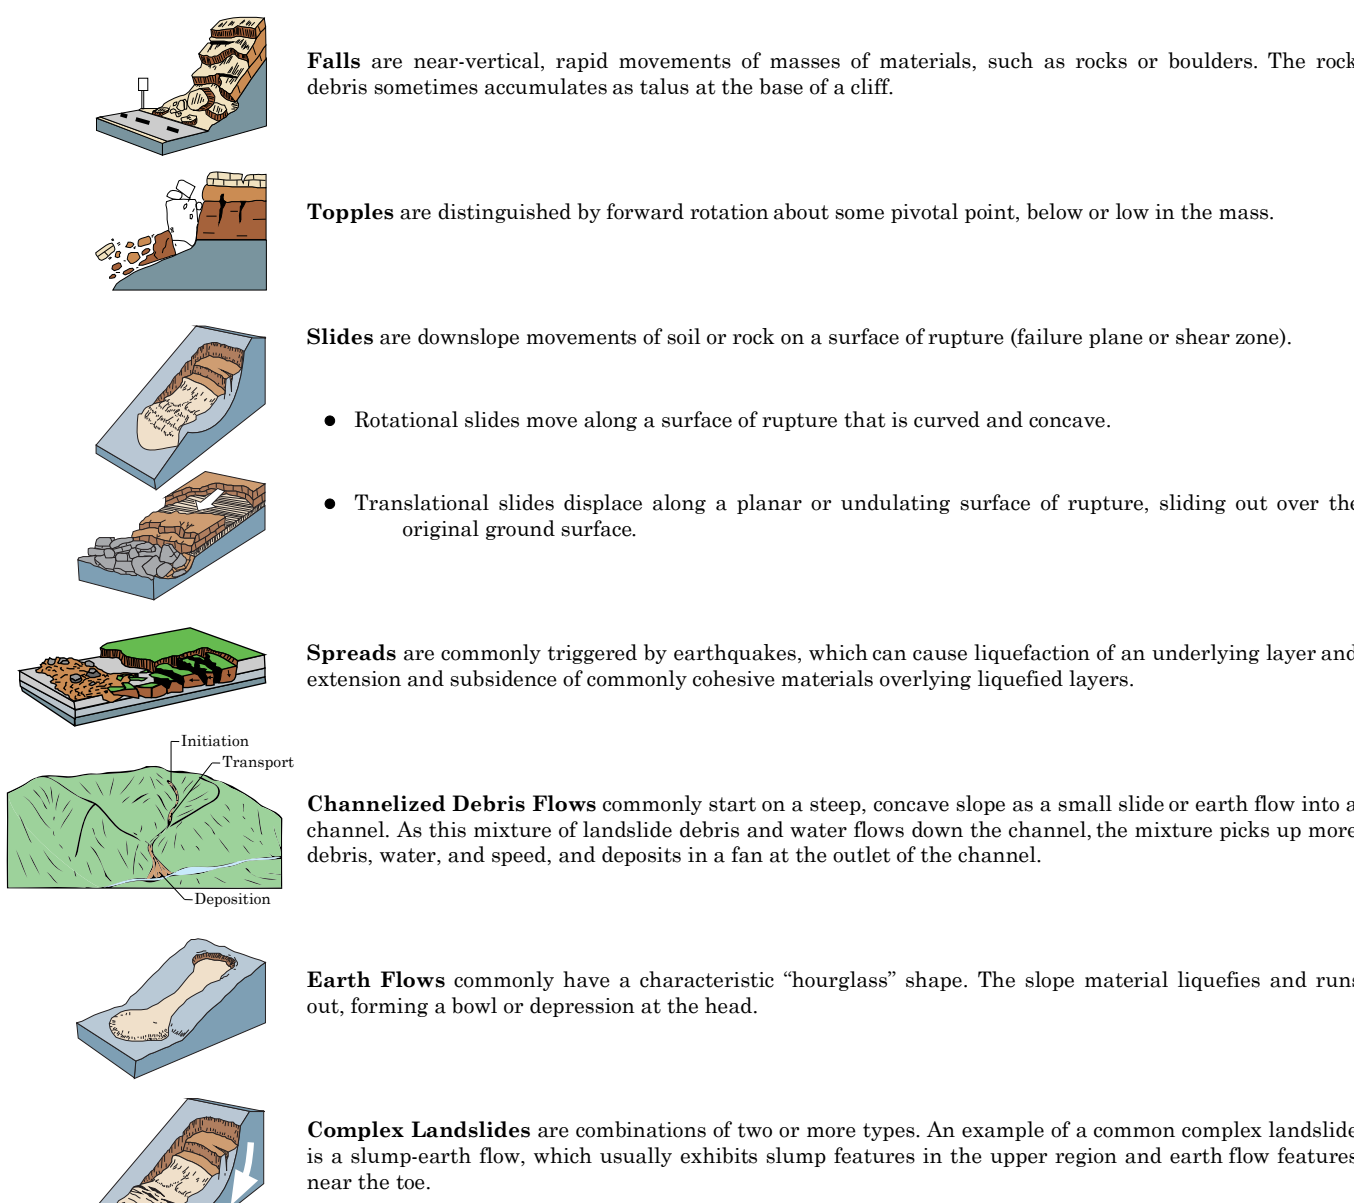 Falls are near-vertical, rapid movements of masses of materials, such as rocks or boulders. The rock
debris sometimes accumulates as talus at the base of a cliff.
Topples are distinguished by forward rotation about some pivotal point, below or low in the mass.
Slides are downslope movements of soil or rock on a surface of rupture (failure plane or shear zone).
● Rotational slides move along a surface of rupture that is curved and concave.
● Translational slides displace along a planar or undulating surface of rupture, sliding out over the
original ground surface.
Spreads are commonly triggered by earthquakes, which can cause liquefaction of an underlying layer and
extension and subsidence of commonly cohesive materials overlying liquefied layers.
Initiation
Transport
Channelized Debris Flows commonly start on a steep, concave slope as a small slide or earth flow into a
channel. As this mixture of landslide debris and water flows down the channel, the mixture picks up more
debris, water, and speed, and deposits in a fan at the outlet of the channel.
Deposition
Earth Flows commonly have a characteristic “hourglass” shape. The slope material liquefies and runs
out, forming a bowl or depression at the head.
Complex Landslides are combinations of two or more types. An example of a common complex landslide
is a slump-earth flow, which usually exhibits slump features in the upper region and earth flow features
near the toe.